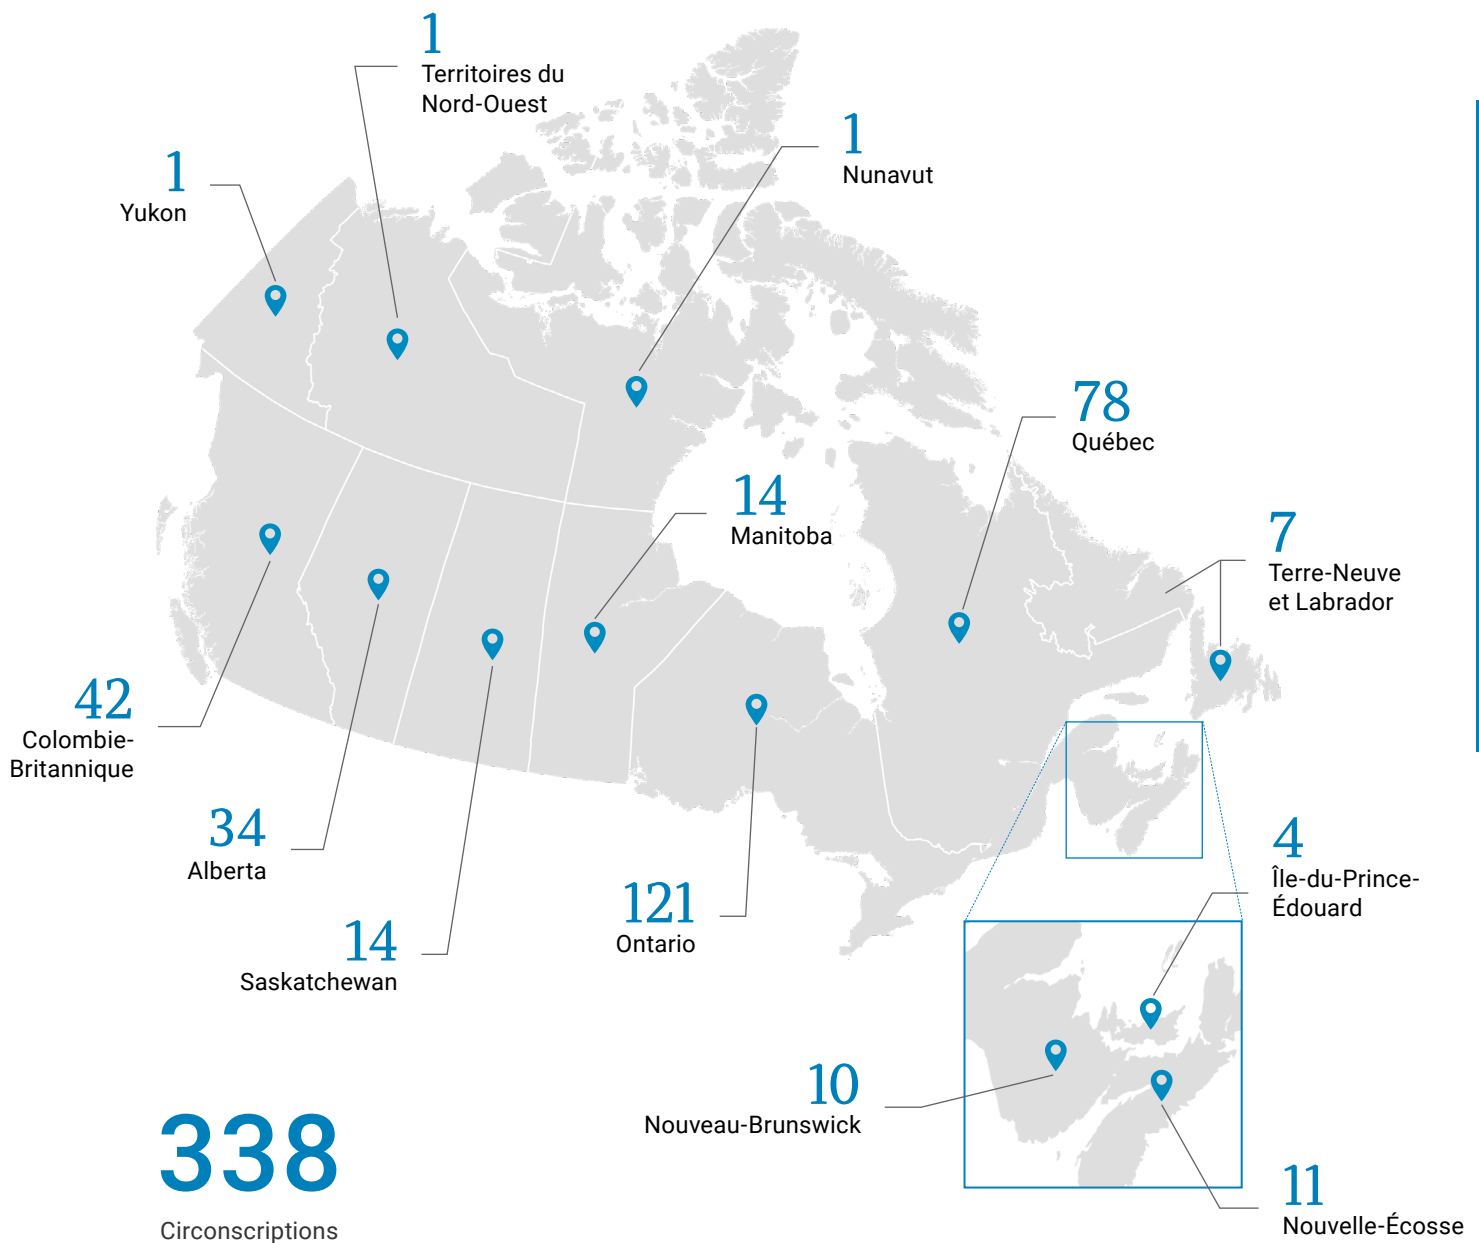 1
Territoires du
Nord-Ouest
1
Nunavut
1
Yukon
78
Québec
14
Manitoba
7
Terre-Neuve
et Labrador
42
Colombie-
Britannique
34
Alberta
4
Île-du-Prince-
Édouard
121
Ontario
14
Saskatchewan
10
Nouveau-Brunswick
338
Circonscriptions
11
Nouvelle-Écosse